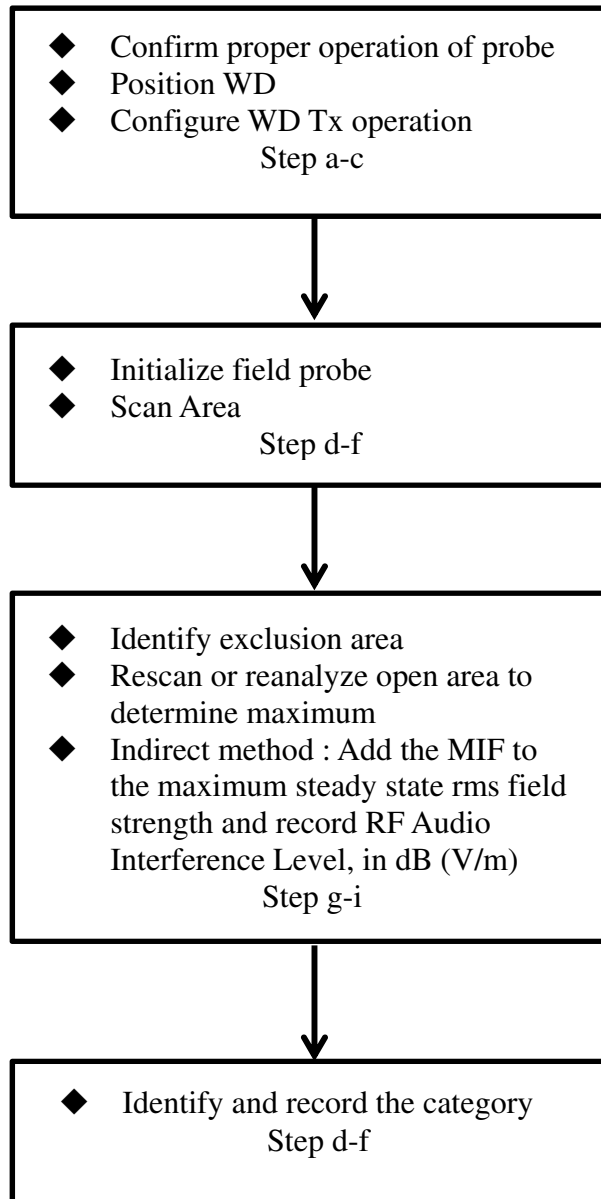 ◆ Confirm proper operation of probe
◆ Position WD
◆ Configure WD Tx operation
Step a-c
◆ Initialize field probe
◆ Scan Area
Step d-f
◆ Identify exclusion area
◆ Rescan or reanalyze open area to
determine maximum
◆ Indirect method : Add the MIF to
the maximum steady state rms field
strength and record RF Audio
Interference Level, in dB (V/m)
Step g-i
◆ Identify and record the category
Step d-f